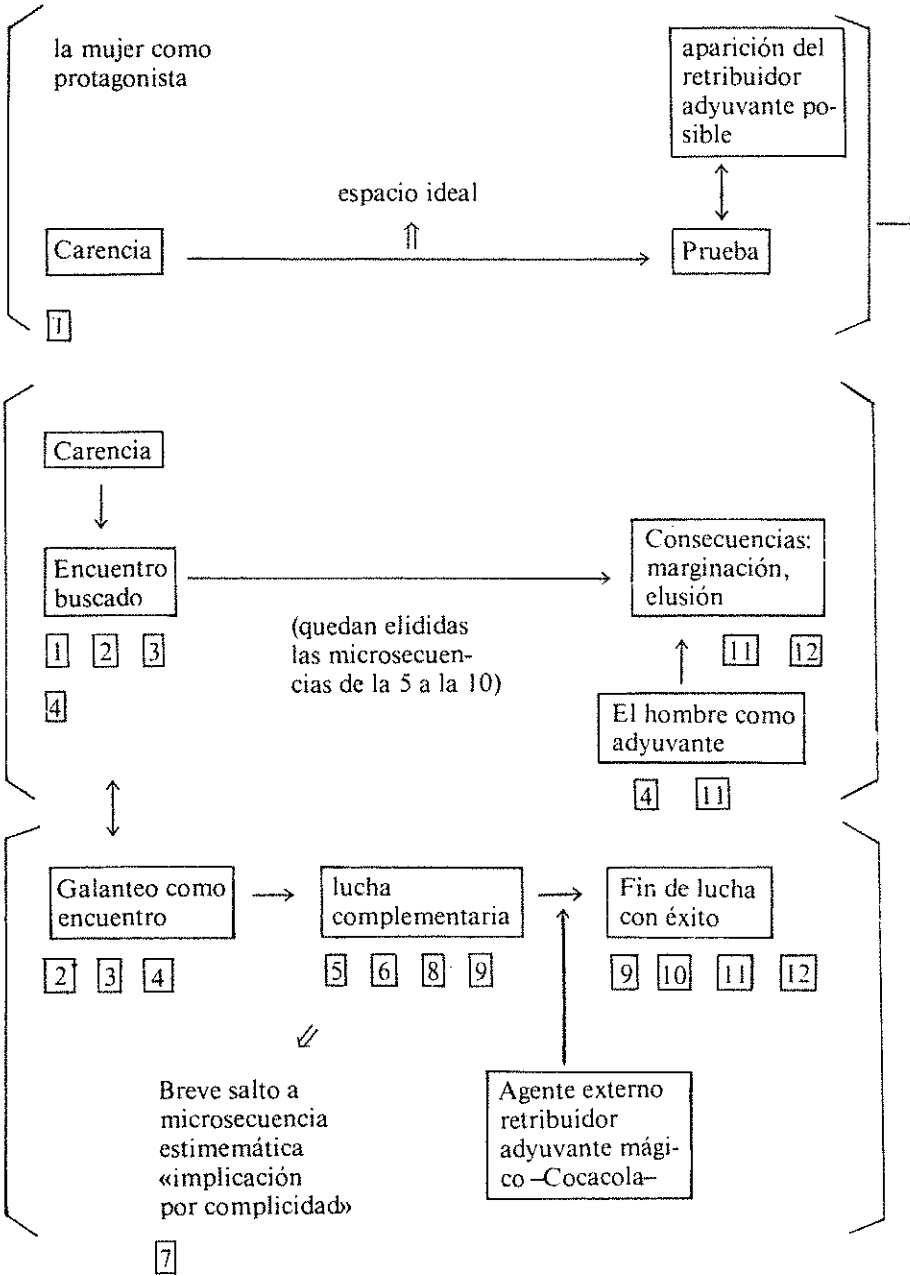 la mujer como
protagonista
aparición del
retribuidor
adyuvante po-
sible
espacio ideal
Carencia
Prueba
1
Carencia
Encuentro
buscado
1 2 3
4
(quedan elididas
las microsecuen-
cias de la 5 a la 10)
Consecuencias:
marginación,
elusión
11 12
El hombre como
adyuvante
4 11
Galanteo como
encuentro
2 3 4
lucha
complementaria
5 6 8 9
Fin de lucha
con éxito
9 10 11 12
Breve salto a
microsecuencia
estimemática
«implicación
por complicidad»
7
Agente externo
retribuidor
adyuvante mági-
co –Cocacola–